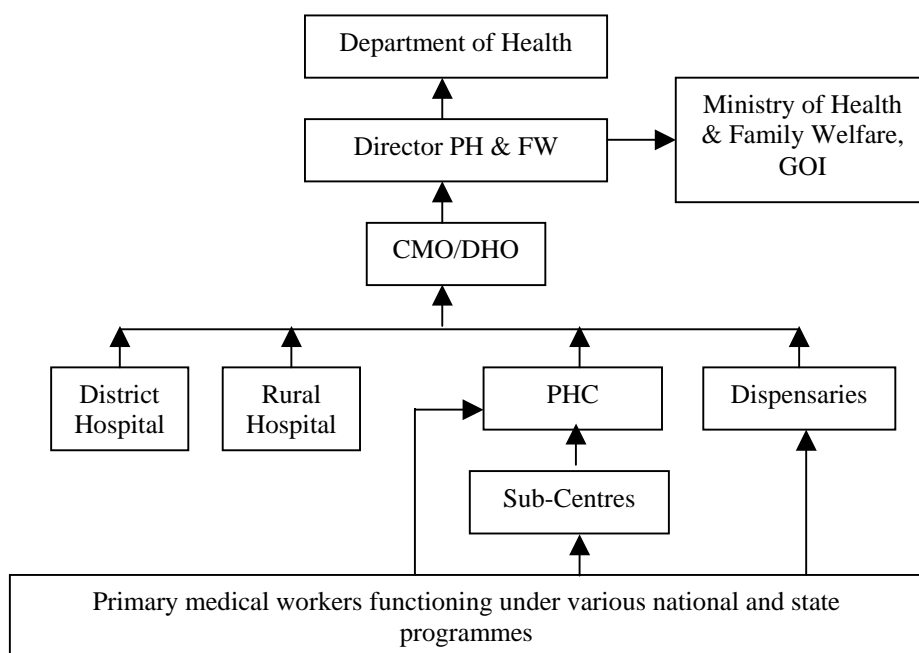 Department of Health
Ministry of Health
& Family Welfare,
GOI
Director PH & FW
CMO/DHO
District
Hospital
Rural
Hospital
PHC
Dispensaries
Sub-Centres
Primary medical workers functioning under various national and state
programmes